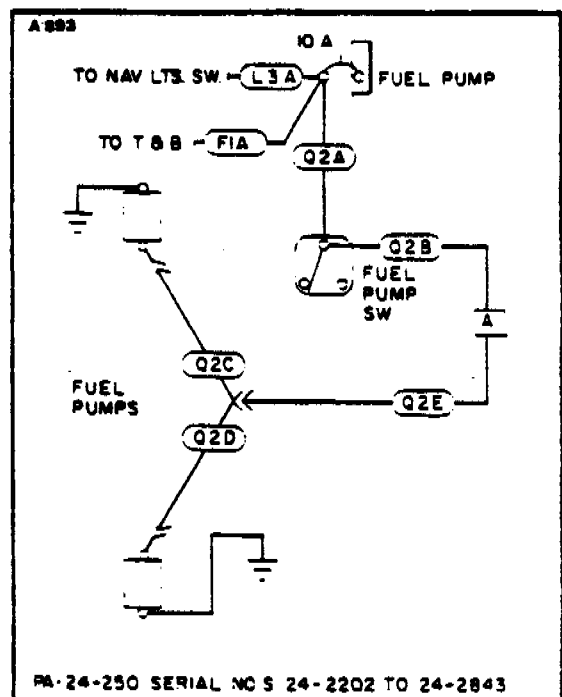 A893
10 A
TO NAV LTS. SW.
L3A
FUEL PUMP
TO T & B
F1A
Q2A
Q2B
FUEL
PUMP
SW
A
Q2C
FUEL
PUMPS
Q2E
Q2D
PA-24-250 SERIAL NO S 24-2202 TO 24-2843